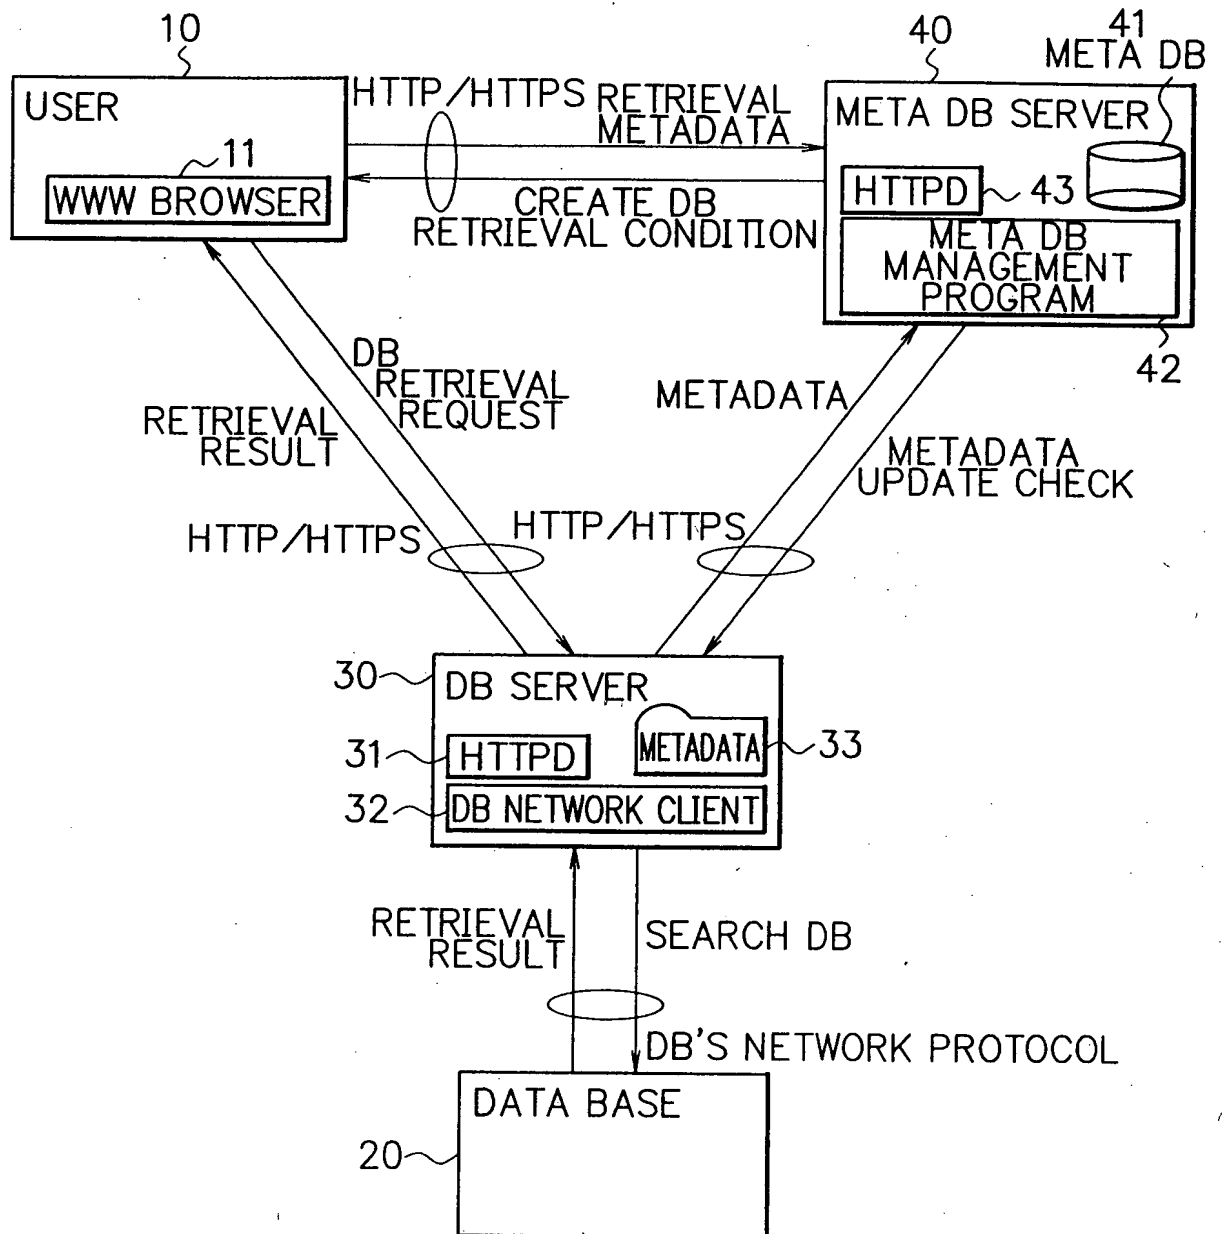 10
USER
11
WWW BROWSER
HTTP/HTTPS
RETRIEVAL
METADATA
CREATE DB
RETRIEVAL CONDITION
40
41
META DB
META DB SERVER
HTTPD
43
META DB
MANAGEMENT
PROGRAM
42
DB
RETRIEVAL
REQUEST
RETRIEVAL
RESULT
HTTP/HTTPS
METADATA
METADATA
UPDATE CHECK
HTTP/HTTPS
30
DB SERVER
31
HTTPD
METADATA
33
32
DB NETWORK CLIENT
RETRIEVAL
RESULT
SEARCH DB
DB'S NETWORK PROTOCOL
DATA BASE
20